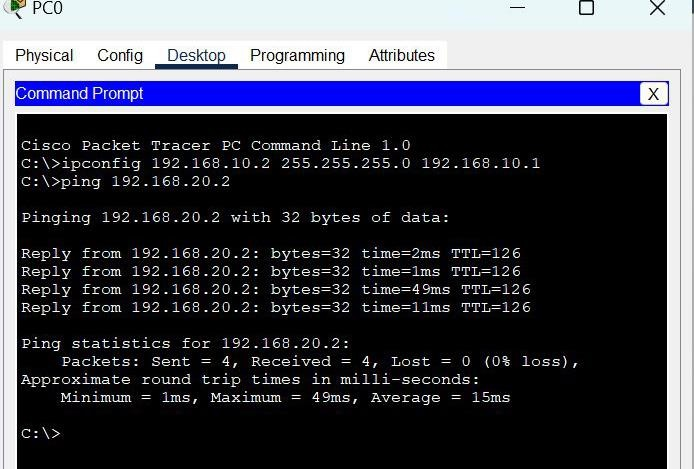 PC0
Physical Config Desktop Programming Attributes
Command Prompt X
Cisco Packet Tracer PC Command Line 1.0
C:\>ipconfig 192.168.10.2 255.255.255.0 192.168.10.1
C:\>ping 192.168.20.2
Pinging 192.168.20.2 with 32 bytes of data:
Reply from 192.168.20.2: bytes=32 time=2ms TTL=126
Reply from 192.168.20.2: bytes=32 time=1ms TTL=126
Reply from 192.168.20.2: bytes=32 time=49ms TTL=126
Reply from 192.168.20.2: bytes=32 time=11ms TTL=126
Ping statistics for 192.168.20.2:
Packets: Sent = 4, Received = 4, Lost = 0 (0% loss),
Approximate round trip times in milli-seconds:
Minimum = 1ms, Maximum = 49ms, Average = 15ms
C:\>